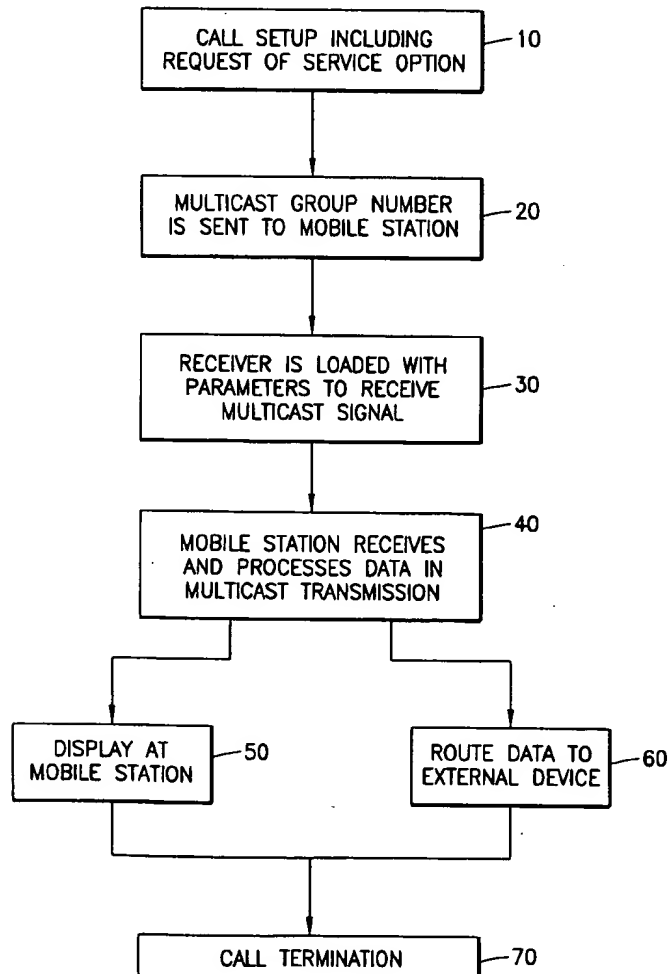 CALL SETUP INCLUDING
REQUEST OF SERVICE OPTION
10
MULTICAST GROUP NUMBER
IS SENT TO MOBILE STATION
20
RECEIVER IS LOADED WITH
PARAMETERS TO RECEIVE
MULTICAST SIGNAL
30
40
MOBILE STATION RECEIVES
AND PROCESSES DATA IN
MULTICAST TRANSMISSION
DISPLAY AT
MOBILE STATION
50
ROUTE DATA TO
EXTERNAL DEVICE
60
CALL TERMINATION
70